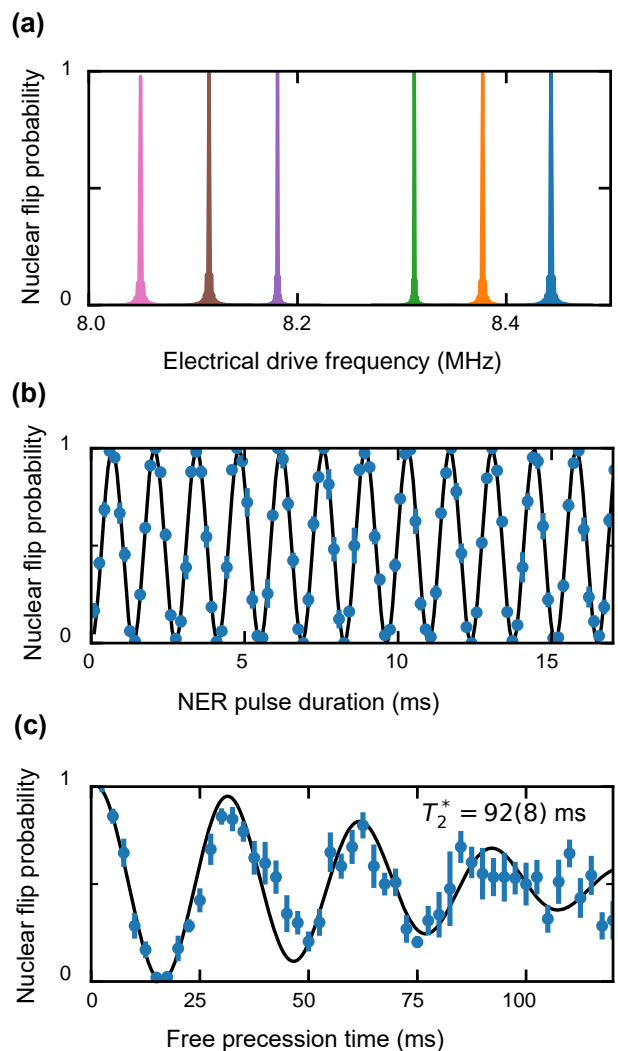 (a)
Nuclear flip probability
1
0
8.0
8.2
8.4
Electrical drive frequency (MHz)
(b)
Nuclear flip probability
1
0
0
5
10
15
NER pulse duration (ms)
(c)
Nuclear flip probability
1
T₂* = 92(8) ms
0
0
25
50
75
100
Free precession time (ms)